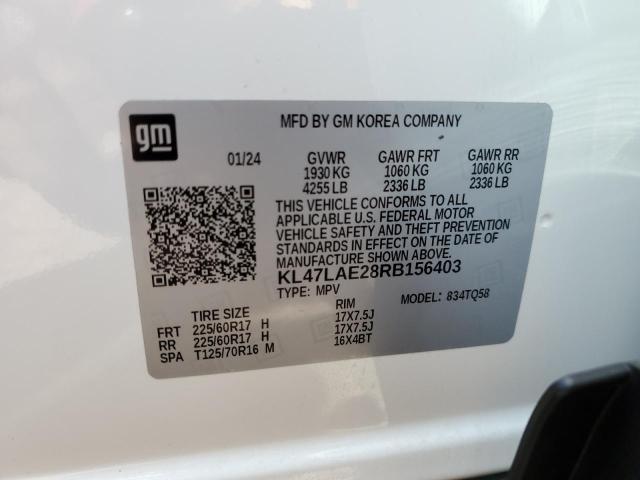 gm
MFD BY GM KOREA COMPANY
01/24 GVWR GAWR FRT GAWR RR
1930 KG 1060 KG 1060 KG
4255 LB 2336 LB 2336 LB
THIS VEHICLE CONFORMS TO ALL
APPLICABLE U.S. FEDERAL MOTOR
VEHICLE SAFETY AND THEFT PREVENTION
STANDARDS IN EFFECT ON THE DATE OF
MANUFACTURE SHOWN ABOVE.
KL47LAE28RB156403
TYPE: MPV MODEL: 834TQ58
TIRE SIZE RIM
FRT 225/60R17 H 17X7.5J
RR 225/60R17 H 17X7.5J
SPA T125/70R16 M 16X4BT